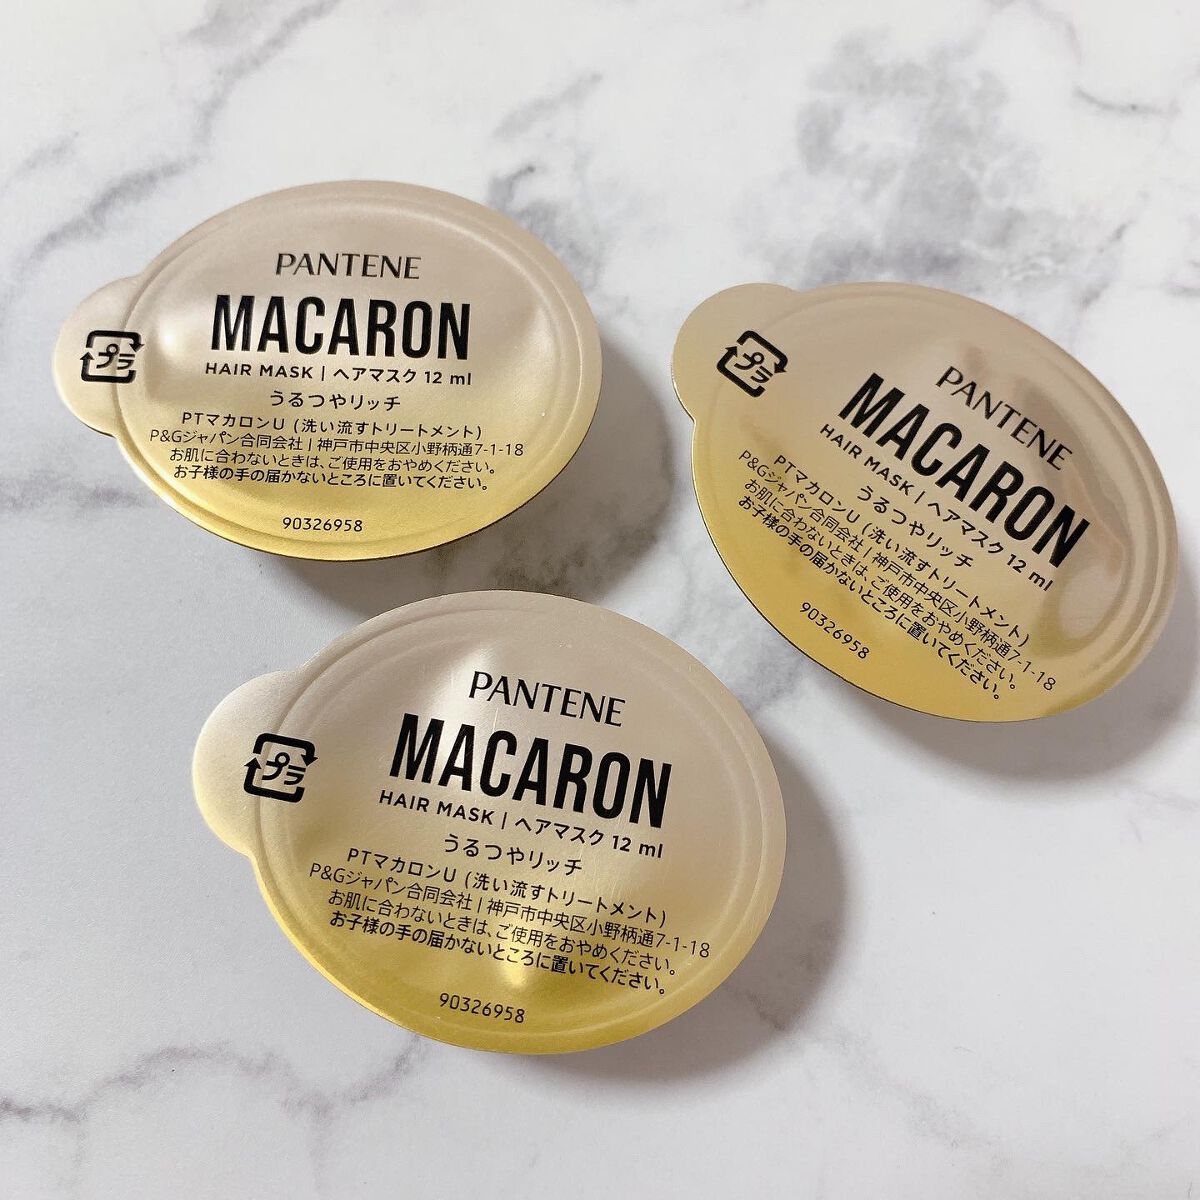 PANTENE
MACARON
HAIR MASK | ヘアマスク 12 ml
うるつやリッチ
PTマカロンU (洗い流すトリートメント)
P&Gジャパン合同会社 | 神戸市中央区小野柄通7-1-18
お肌に合わないときは、ご使用をおやめください。
お子様の手の届かないところに置いてください。
90326958
プラ
PANTENE
MACARON
HAIR MASK | ヘアマスク 12 ml
うるつやリッチ
PTマカロンU (洗い流すトリートメント)
P&Gジャパン合同会社 | 神戸市中央区小野柄通7-1-18
お肌に合わないときは、ご使用をおやめください。
お子様の手の届かないところに置いてください。
90326958
プラ
PANTENE
MACARON
HAIR MASK | ヘアマスク 12 ml
うるつやリッチ
PTマカロンU (洗い流すトリートメント)
P&Gジャパン合同会社 | 神戸市中央区小野柄通7-1-18
お肌に合わないときは、ご使用をおやめください。
お子様の手の届かないところに置いてください。
90326958
プラ